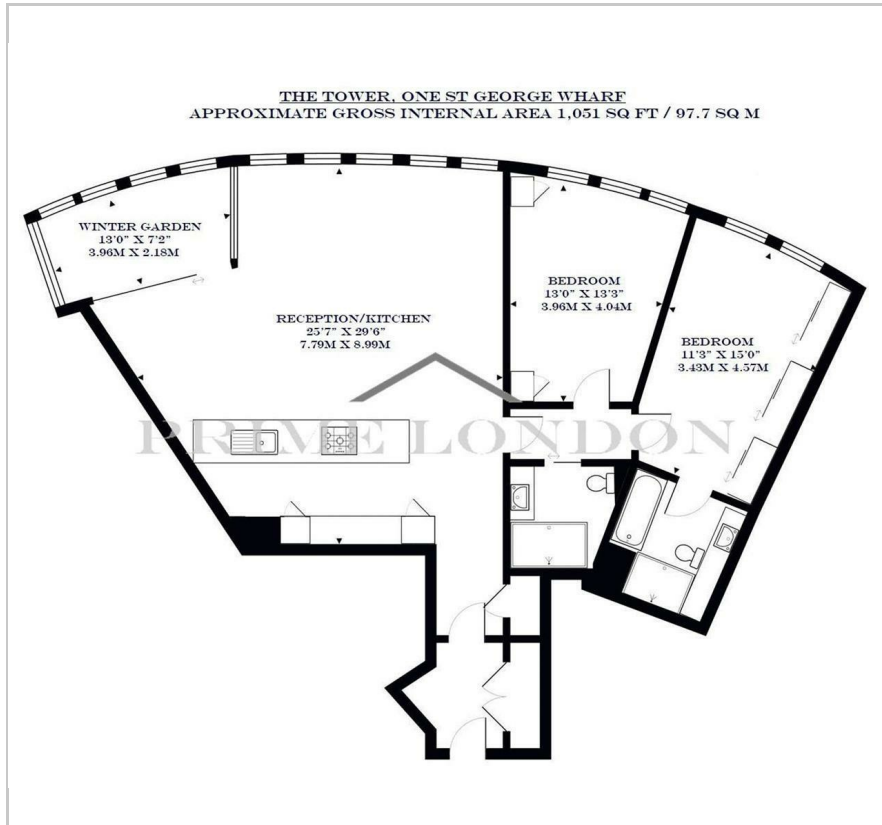 THE TOWER, ONE ST GEORGE WHARF
APPROXIMATE GROSS INTERNAL AREA 1,051 SQ FT / 97.7 SQ M
WINTER GARDEN
13'0" X 7'2"
3.96M X 2.18M
BEDROOM
13'0" X 13'3"
3.96M X 4.04M
RECEPTION/KITCHEN
25'7" X 29'6"
7.79M X 8.99M
BEDROOM
11'3" X 15'0"
3.43M X 4.57M
PRIME LONDON